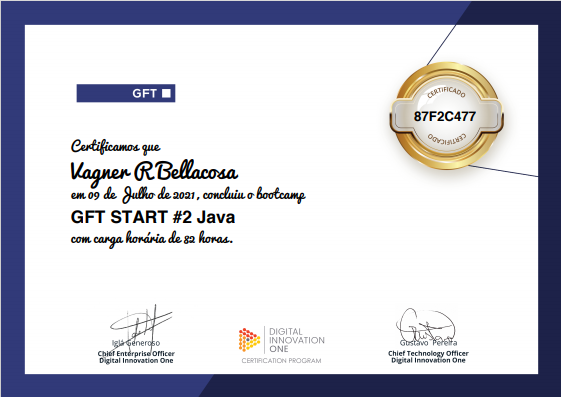 GFT
CERTIFICADO
87F2C477
CERTIFICADO
Certificamos que
Vagner R Bellacosa
em 09 de Julho de 2021, concluiu o bootcamp
GFT START #2 Java
com carga horária de 82 horas.
Iglá Generoso
Chief Enterprise Officer
Digital Innovation One
DIGITAL
INNOVATION
ONE
CERTIFICATION PROGRAM
Gustavo Pereira
Chief Technology Officer
Digital Innovation One